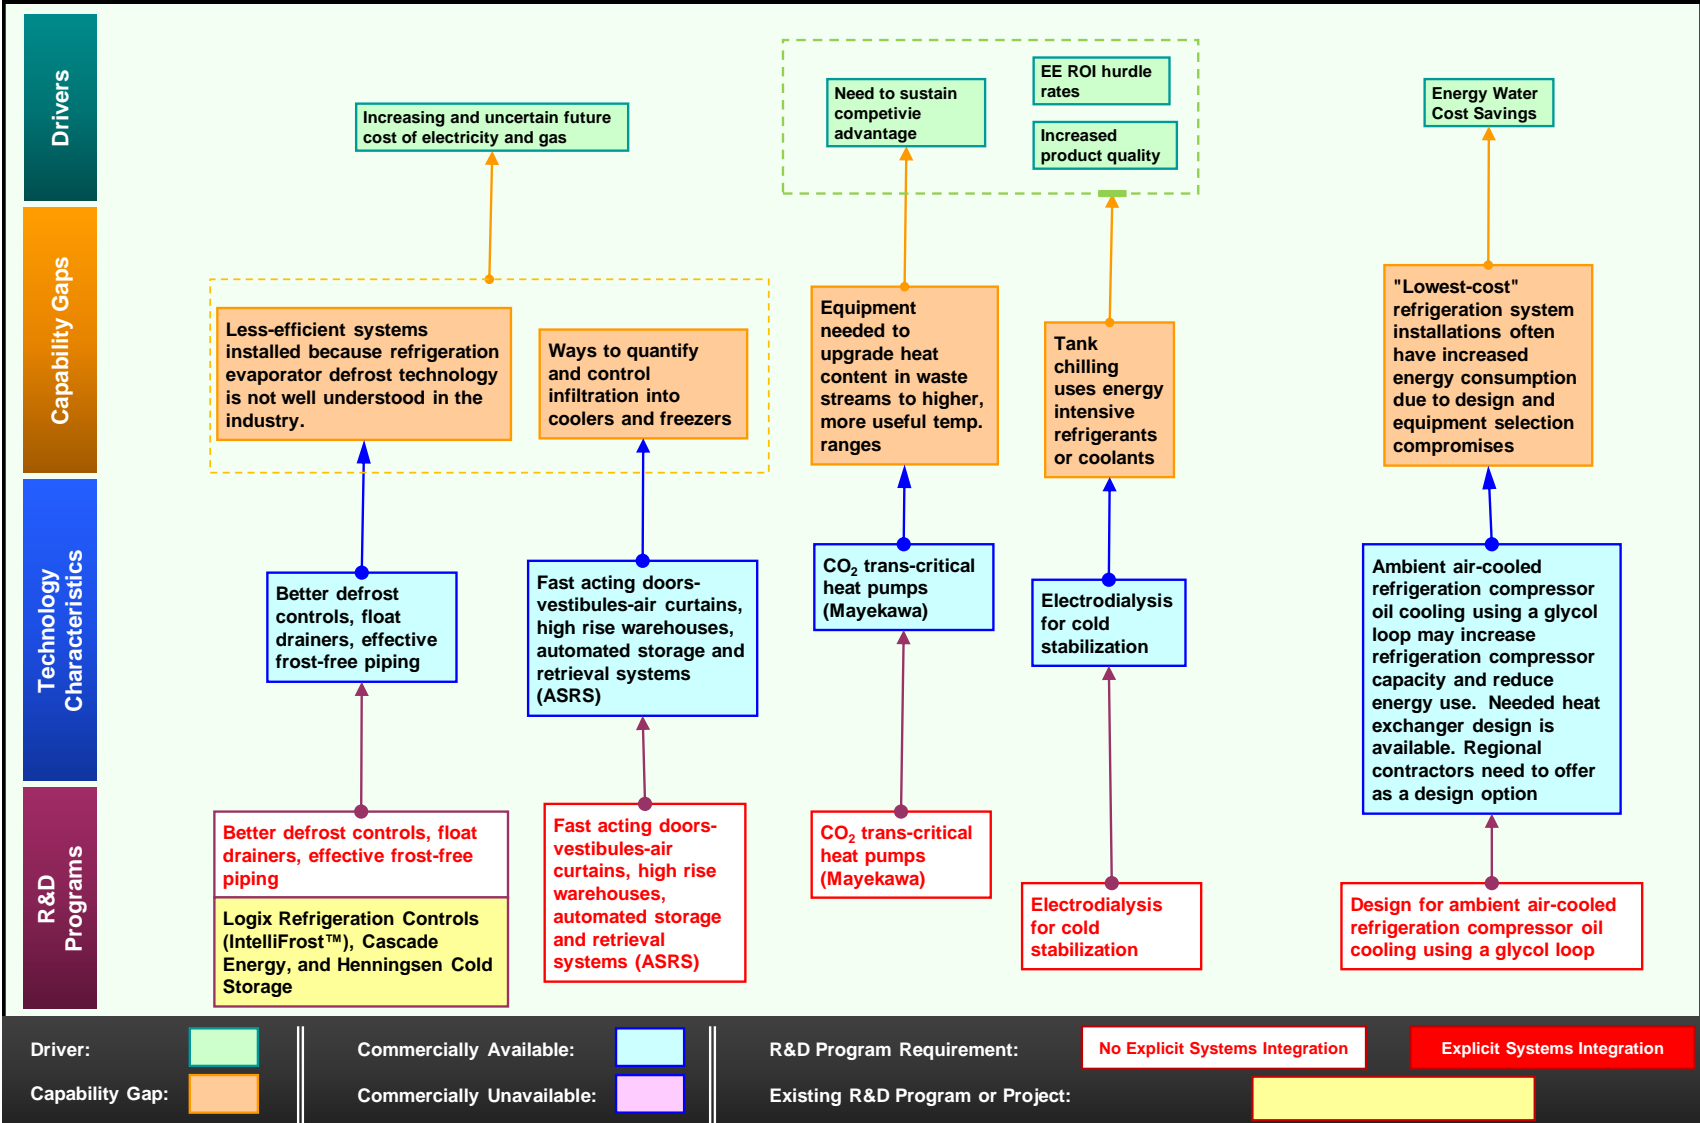 Drivers
Increasing and uncertain future
cost of electricity and gas
Need to sustain
competivie
advantage
EE ROI hurdle
rates
Increased
product quality
Energy Water
Cost Savings
Capability Gaps
Less-efficient systems
installed because refrigeration
evaporator defrost technology
is not well understood in the
industry.
Ways to quantify
and control
infiltration into
coolers and freezers
Equipment
needed to
upgrade heat
content in waste
streams to higher,
more useful temp.
ranges
Tank
chilling
uses energy
intensive
refrigerants
or coolants
"Lowest-cost"
refrigeration system
installations often
have increased
energy consumption
due to design and
equipment selection
compromises
Technology
Characteristics
Better defrost
controls, float
drainers, effective
frost-free piping
Fast acting doors-
vestibules-air curtains,
high rise warehouses,
automated storage and
retrieval systems
(ASRS)
CO₂ trans-critical
heat pumps
(Mayekawa)
Electrodialysis
for cold
stabilization
Ambient air-cooled
refrigeration compressor
oil cooling using a glycol
loop may increase
refrigeration compressor
capacity and reduce
energy use. Needed heat
exchanger design is
available. Regional
contractors need to offer
as a design option
R&D
Programs
Better defrost controls, float
drainers, effective frost-free
piping
Logix Refrigeration Controls
(IntelliFrost™), Cascade
Energy, and Henningsen Cold
Storage
Fast acting doors-
vestibules-air
curtains, high rise
warehouses,
automated storage
and retrieval
systems (ASRS)
CO₂ trans-critical
heat pumps
(Mayekawa)
Electrodialysis
for cold
stabilization
Design for ambient air-cooled
refrigeration compressor oil
cooling using a glycol loop
Driver:
Capability Gap:
Commercially Available:
Commercially Unavailable:
R&D Program Requirement:
No Explicit Systems Integration
Explicit Systems Integration
Existing R&D Program or Project: